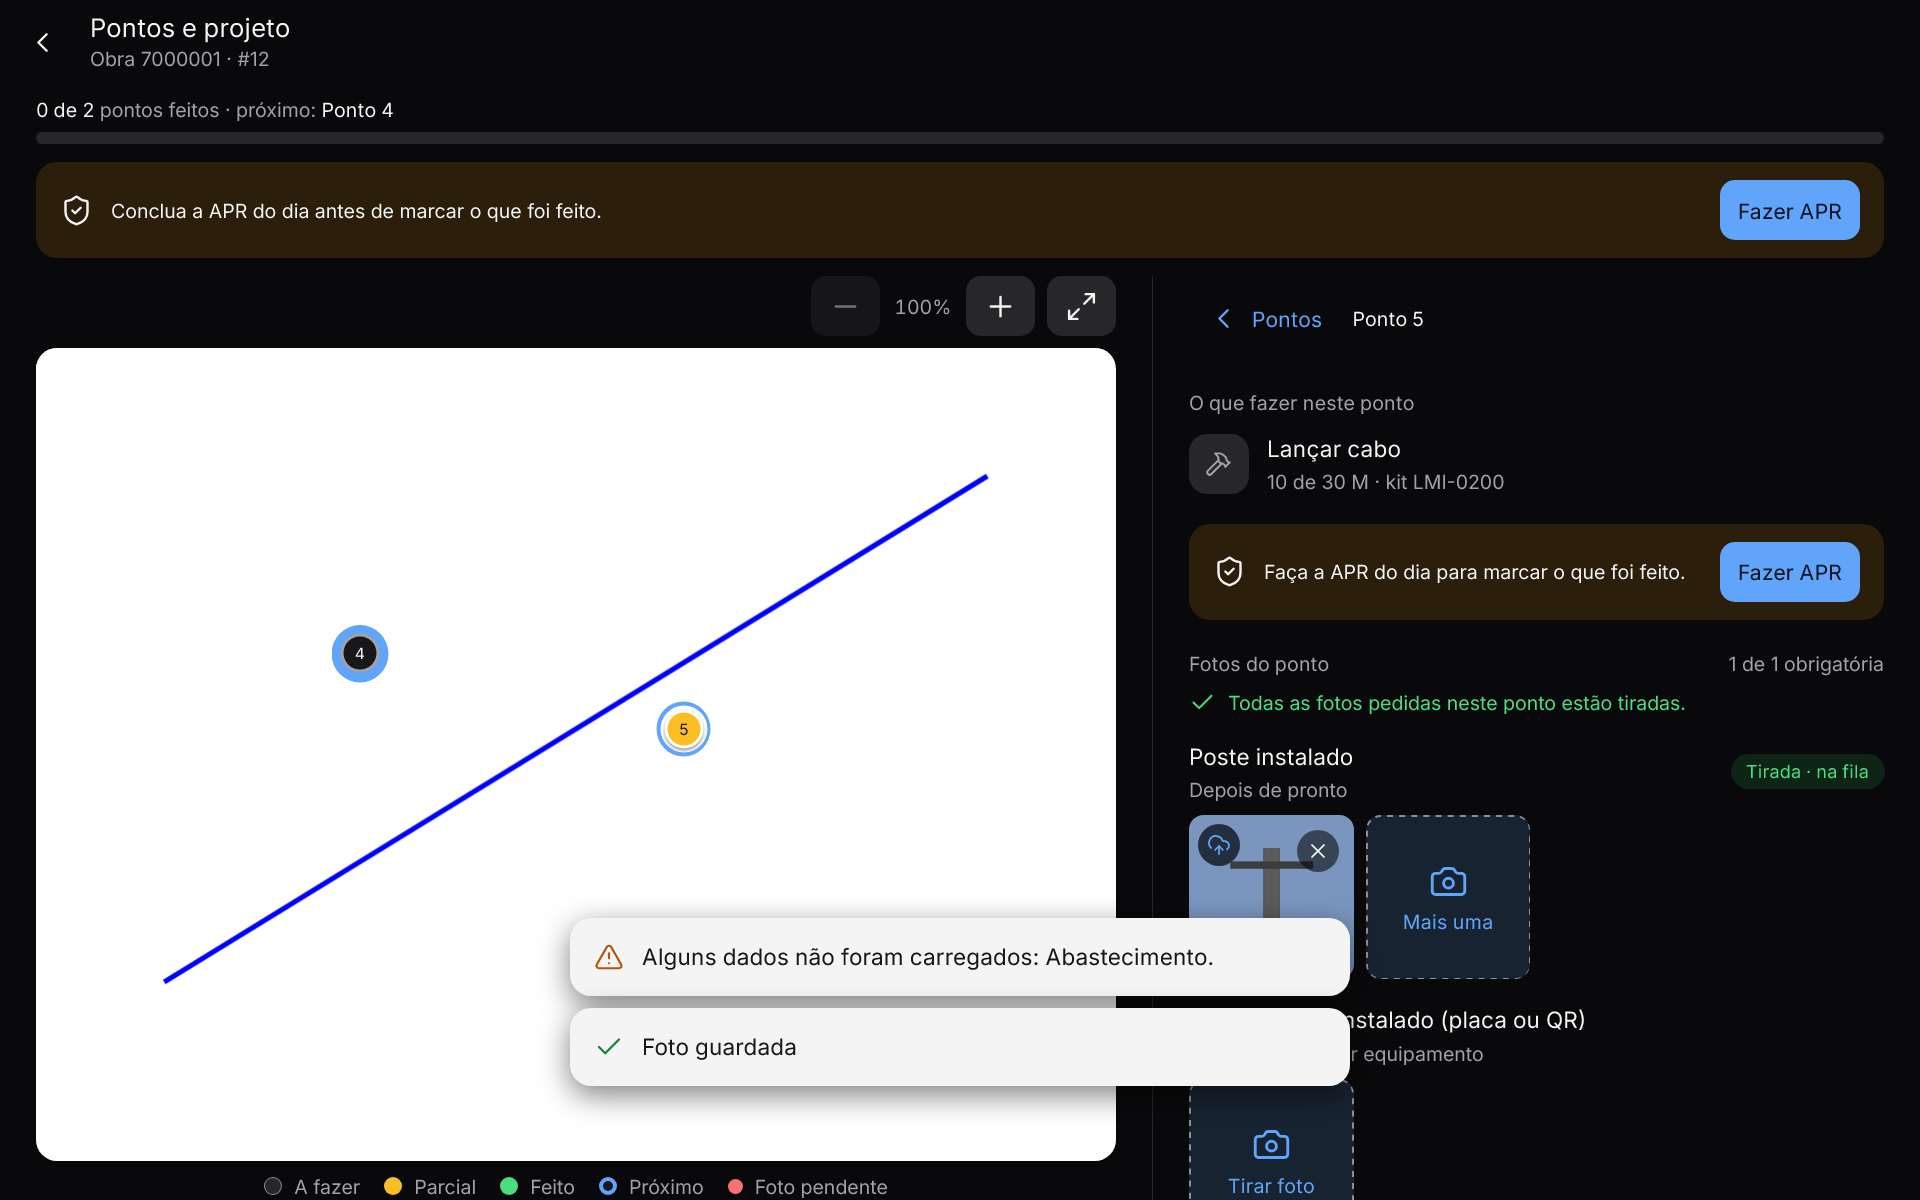 Pontos e projeto
Obra 7000001 · #12
0 de 2 pontos feitos · próximo: Ponto 4
Conclua a APR do dia antes de marcar o que foi feito.
Fazer APR
100%
Pontos
Ponto 5
O que fazer neste ponto
Lançar cabo
10 de 30 M · kit LMI-0200
Faça a APR do dia para marcar o que foi feito.
Fazer APR
Fotos do ponto
1 de 1 obrigatória
Todas as fotos pedidas neste ponto estão tiradas.
Poste instalado
Depois de pronto
Tirada · na fila
Mais uma
4
5
Alguns dados não foram carregados: Abastecimento.
Foto guardada
(placa ou QR)
equipamento
Tirar foto
A fazer
Parcial
Feito
Próximo
Foto pendente